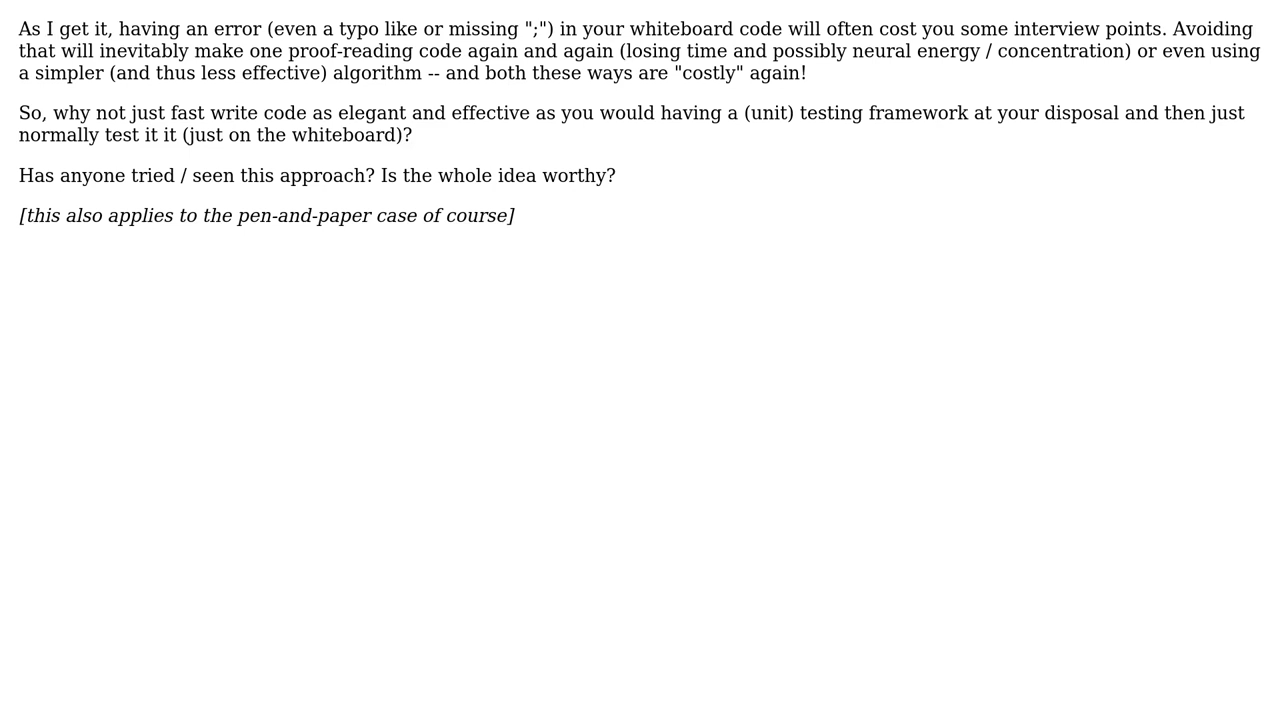 As I get it, having an error (even a typo like or missing ";") in your whiteboard code will often cost you some interview points. Avoiding
that will inevitably make one proof-reading code again and again (losing time and possibly neural energy / concentration) or even using
a simpler (and thus less effective) algorithm -- and both these ways are "costly" again!
So, why not just fast write code as elegant and effective as you would having a (unit) testing framework at your disposal and then just
normally test it it (just on the whiteboard)?
Has anyone tried / seen this approach? Is the whole idea worthy?
[this also applies to the pen-and-paper case of course]